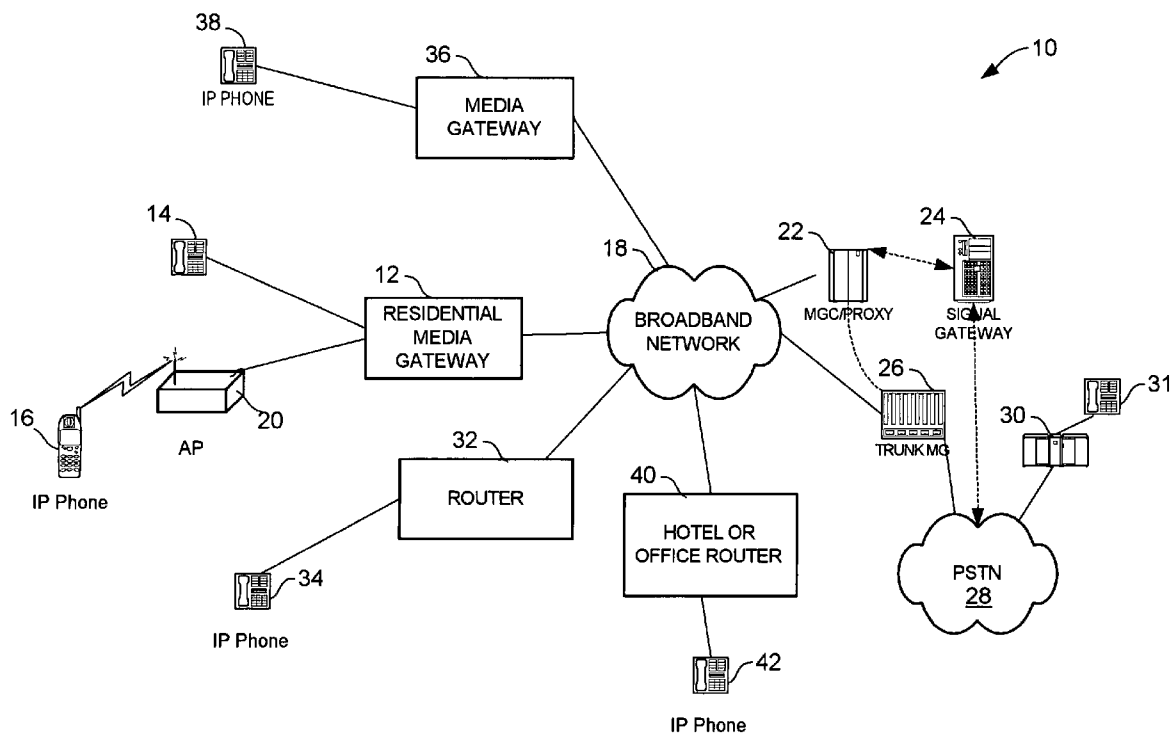 38
IP PHONE
36
MEDIA
GATEWAY
10
14
12
RESIDENTIAL
MEDIA
GATEWAY
18
BROADBAND
NETWORK
22
MGC/PROXY
24
SIGNAL
GATEWAY
16
IP Phone
20
AP
26
TRUNK MG
30
31
32
ROUTER
34
IP Phone
40
HOTEL OR
OFFICE ROUTER
PSTN
28
42
IP Phone